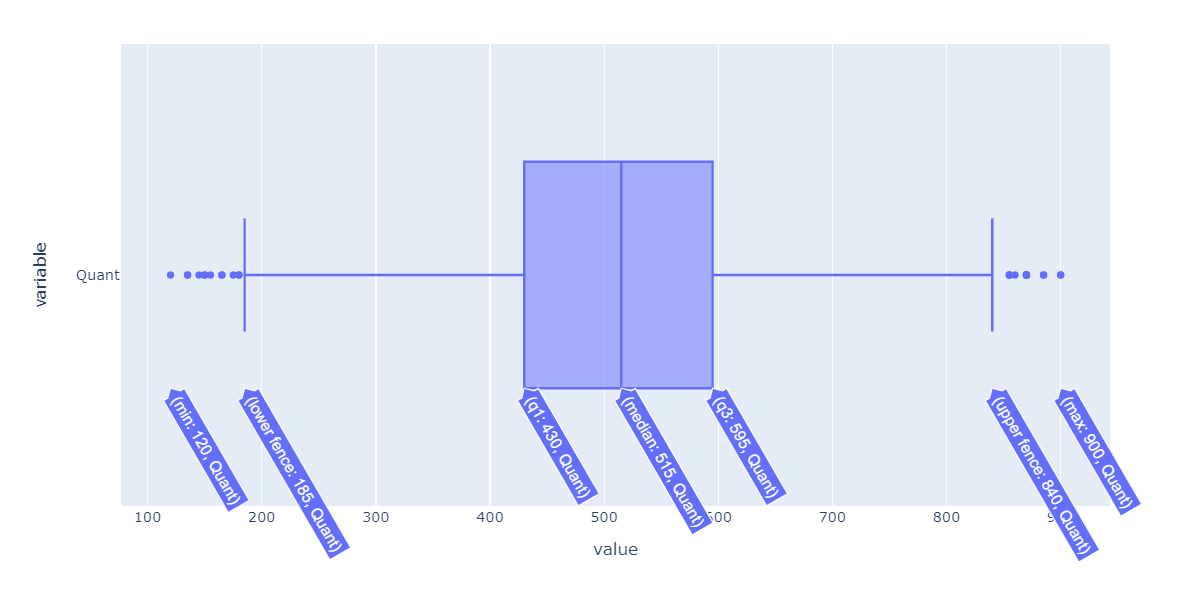 variable
Quant
(min: 120, Quant)
(lower fence: 185, Quant)
(q1: 430, Quant)
(median: 515, Quant)
(q3: 595, Quant)
(upper fence: 840, Quant)
(max: 900, Quant)
100
200
300
400
500
600
700
800
value